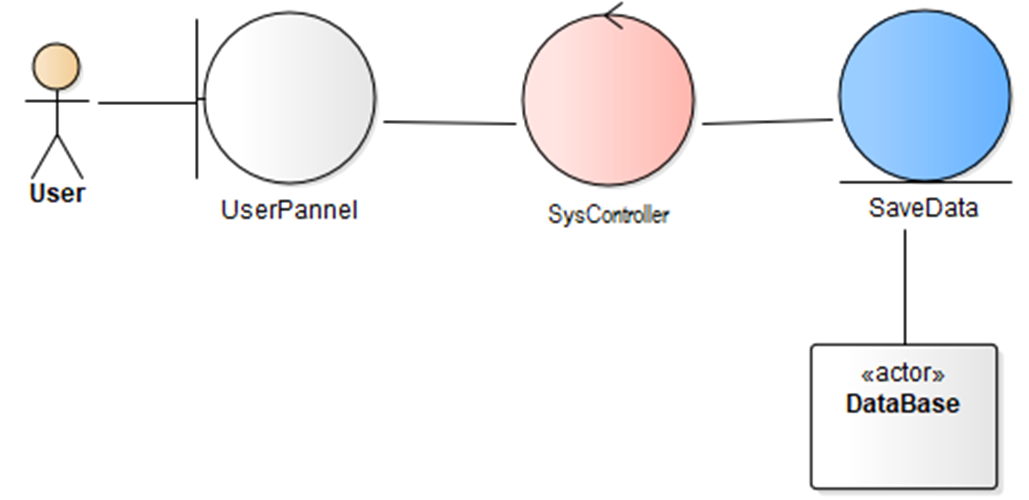 User
UserPannel
SysController
SaveData
«actor»
DataBase